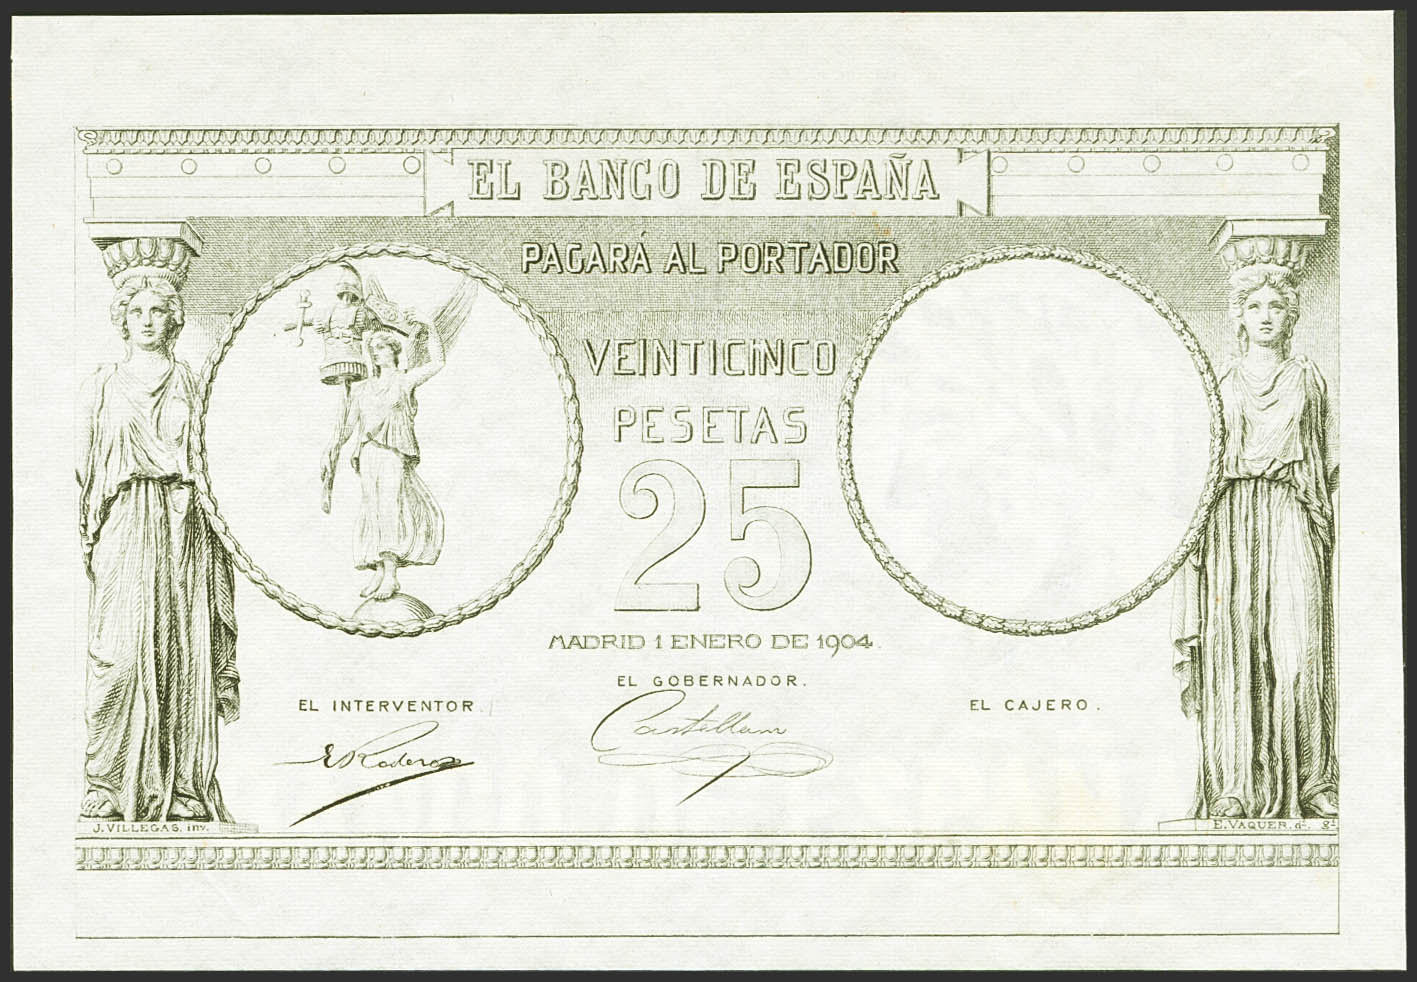 EL BANCO DE ESPAÑA
PAGARÁ AL PORTADOR
VEINTICINCO
PESETAS
25
MADRID 1 ENERO DE 1904.
EL GOBERNADOR.
EL INTERVENTOR.
EL CAJERO.
J. VILLEGAS. inv.
E. VAQUER. dº. gº